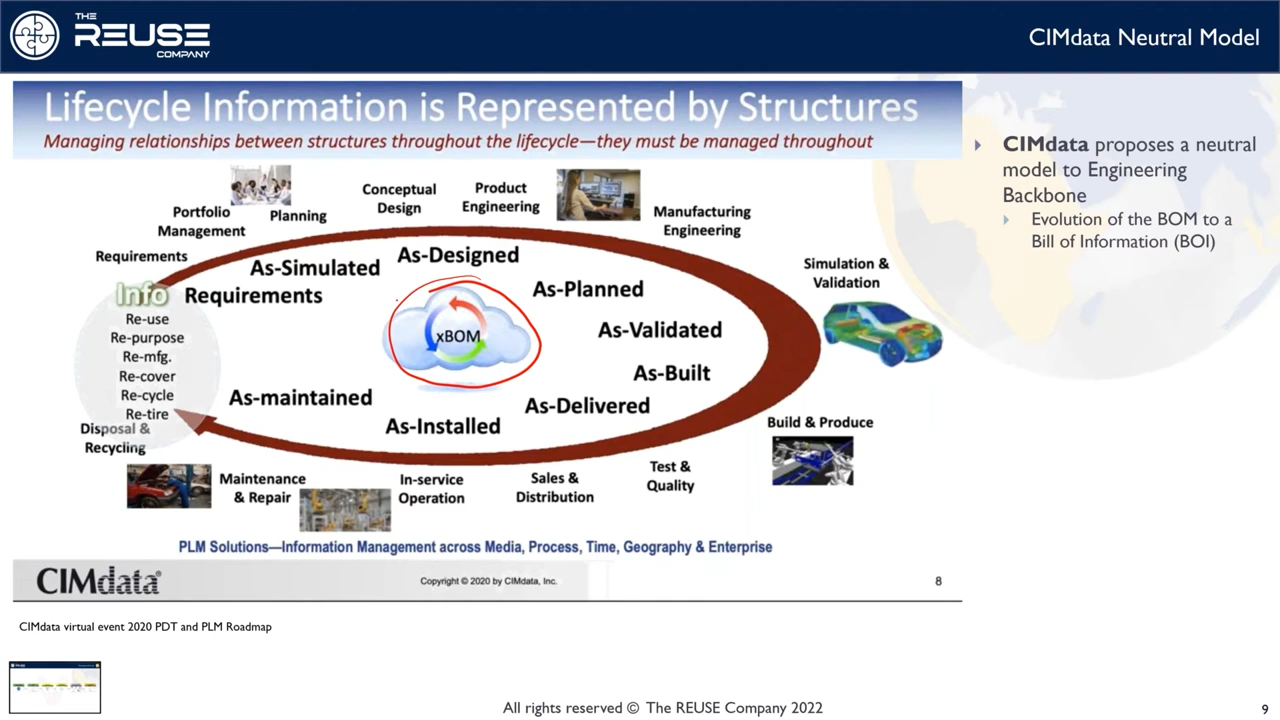 THE
REUSE
COMPANY
CIMdata Neutral Model
Lifecycle Information is Represented by Structures
Managing relationships between structures throughout the lifecycle—they must be managed throughout
Portfolio
Management
Planning
Conceptual
Design
Product
Engineering
Manufacturing
Engineering
Requirements
Simulation &
Validation
As-Simulated
As-Designed
Requirements
As-Planned
As-Validated
As-Built
As-Delivered
As-Installed
As-maintained
xBOM
Info
Re-use
Re-purpose
Re-mfg.
Re-cover
Re-cycle
Re-tire
Disposal &
Recycling
Maintenance
& Repair
In-service
Operation
Sales &
Distribution
Test &
Quality
Build & Produce
PLM Solutions—Information Management across Media, Process, Time, Geography & Enterprise
CIMdata®
Copyright © 2020 by CIMdata, Inc.
8
CIMdata proposes a neutral
model to Engineering
Backbone
Evolution of the BOM to a
Bill of Information (BOI)
CIMdata virtual event 2020 PDT and PLM Roadmap
All rights reserved © The REUSE Company 2022
9